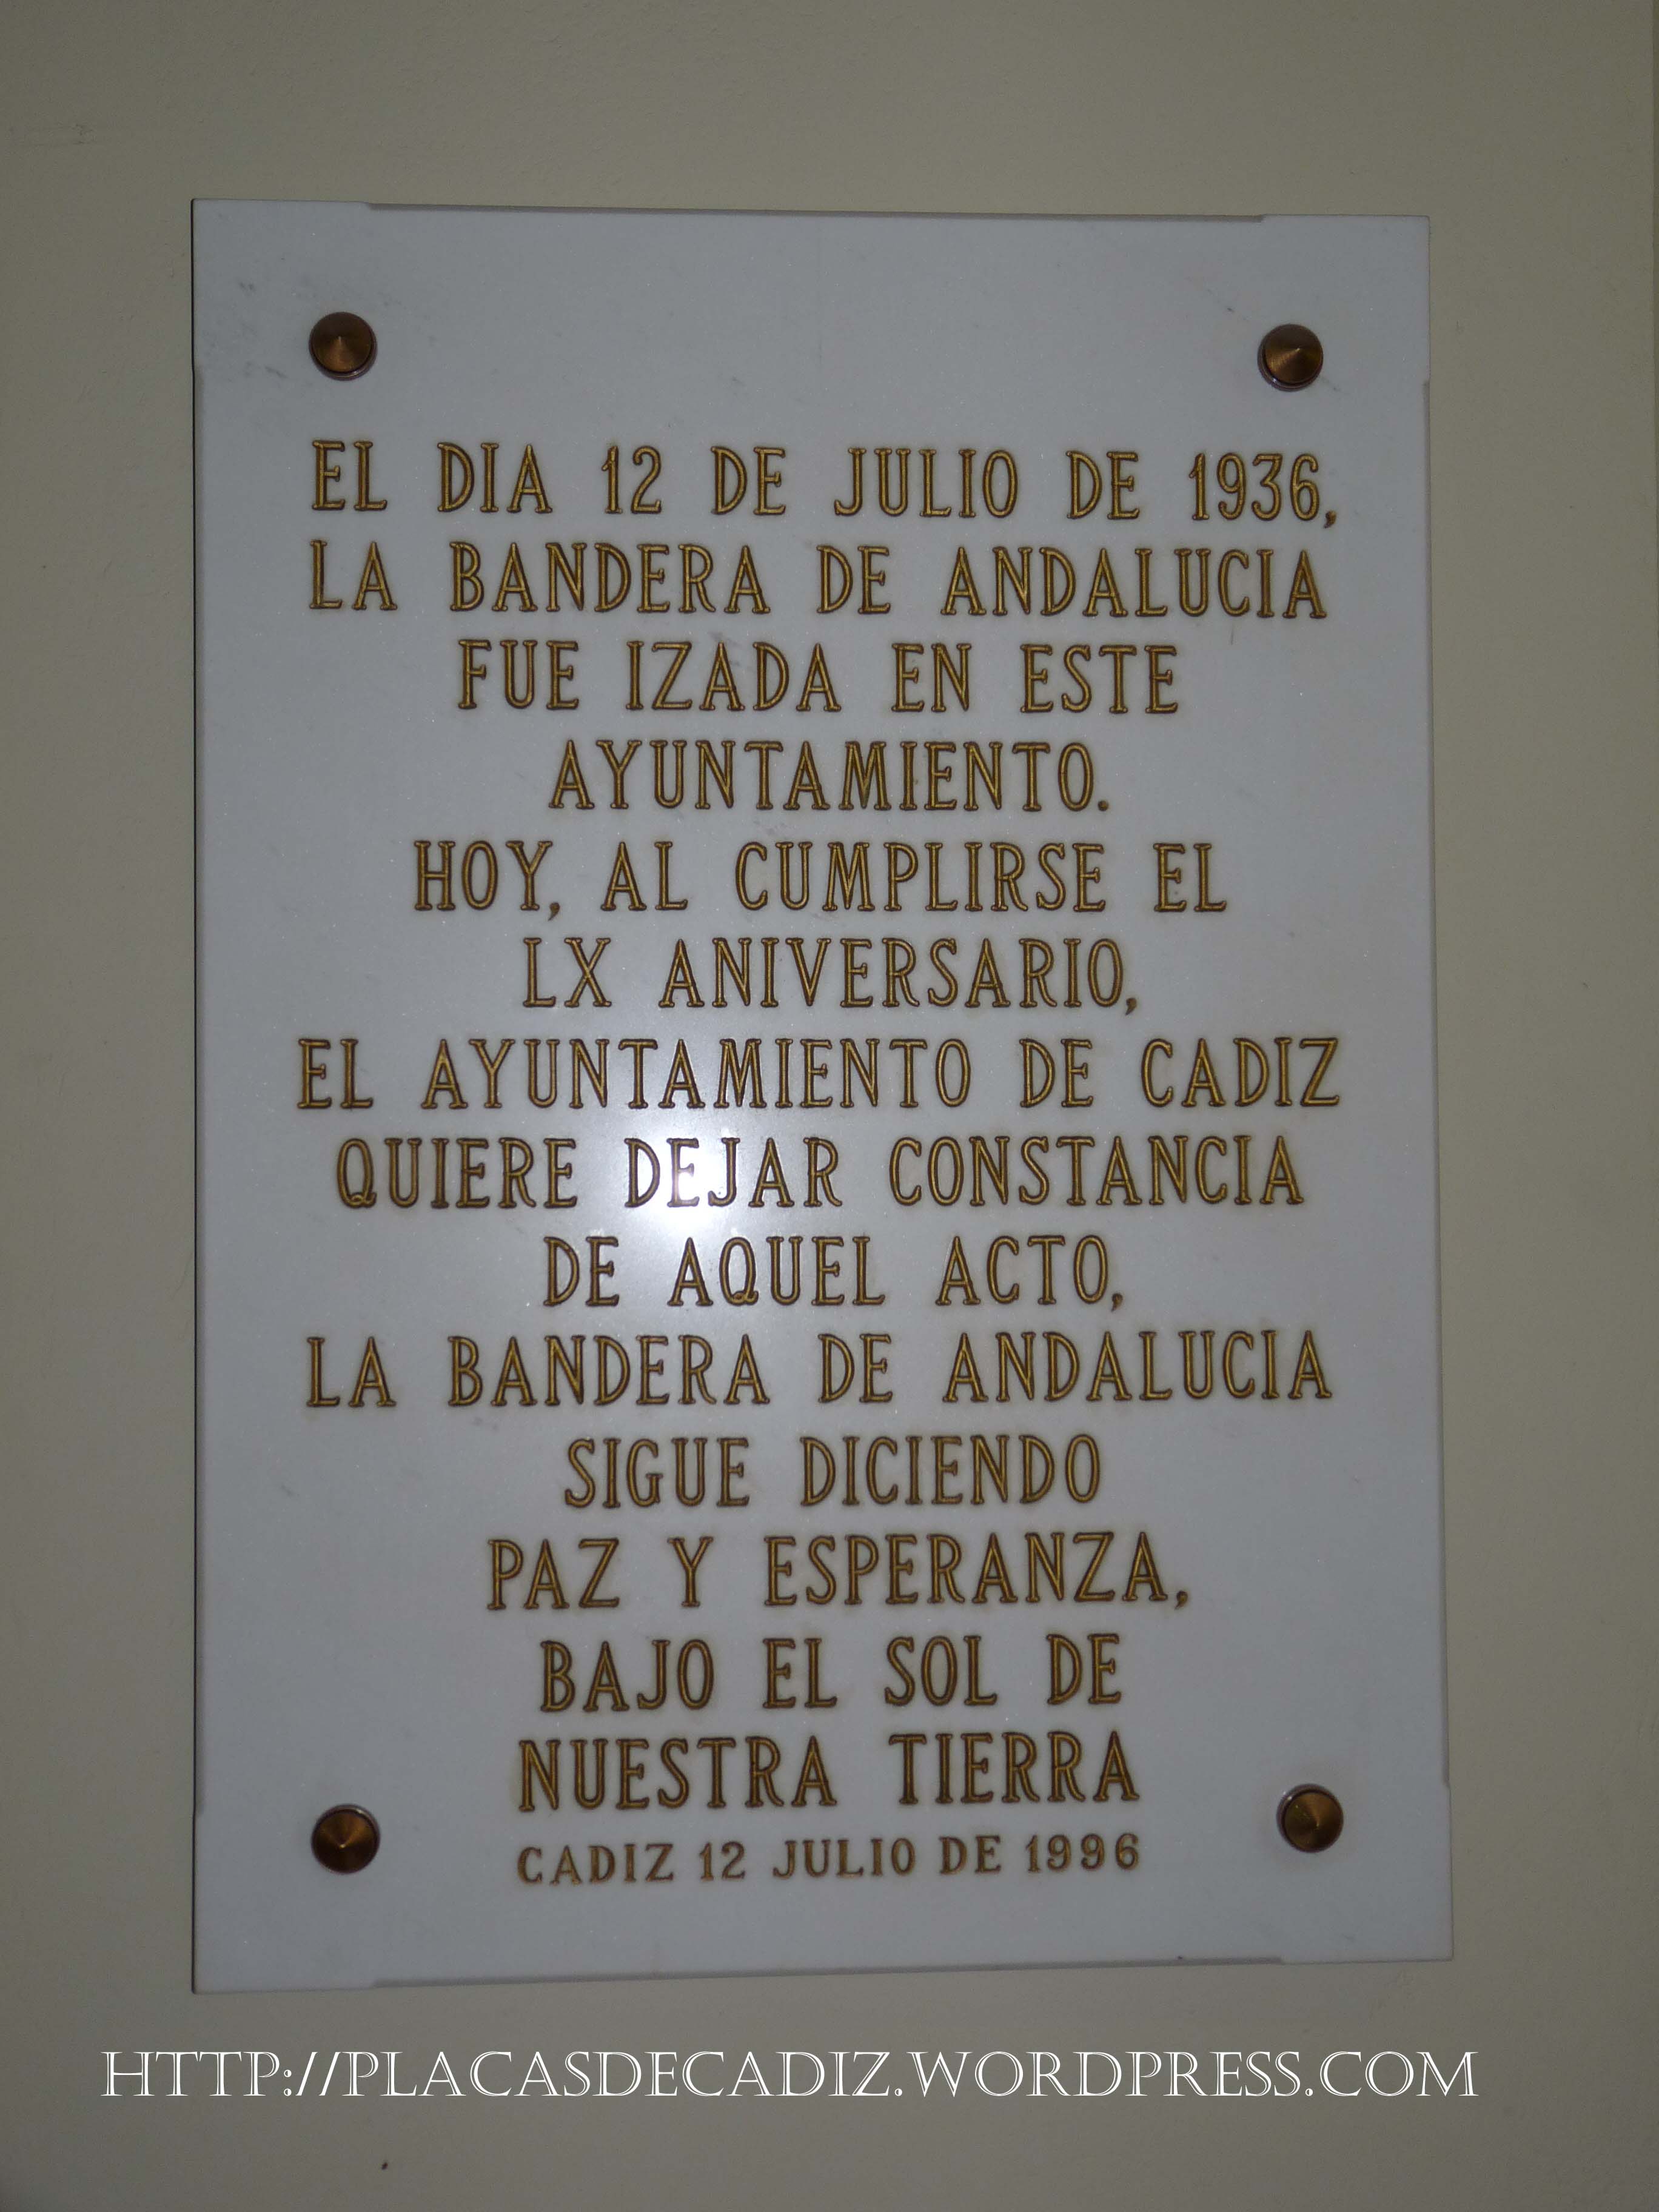 EL DIA 12 DE JULIO DE 1936,
LA BANDERA DE ANDALUCIA
FUE IZADA EN ESTE
AYUNTAMIENTO.
HOY, AL CUMPLIRSE EL
LX ANIVERSARIO,
EL AYUNTAMIENTO DE CADIZ
QUIERE DEJAR CONSTANCIA
DE AQUEL ACTO,
LA BANDERA DE ANDALUCIA
SIGUE DICIENDO
PAZ Y ESPERANZA,
BAJO EL SOL DE
NUESTRA TIERRA
CADIZ 12 JULIO DE 1996
HTTP://PLACASDECADIZ.WORDPRESS.COM